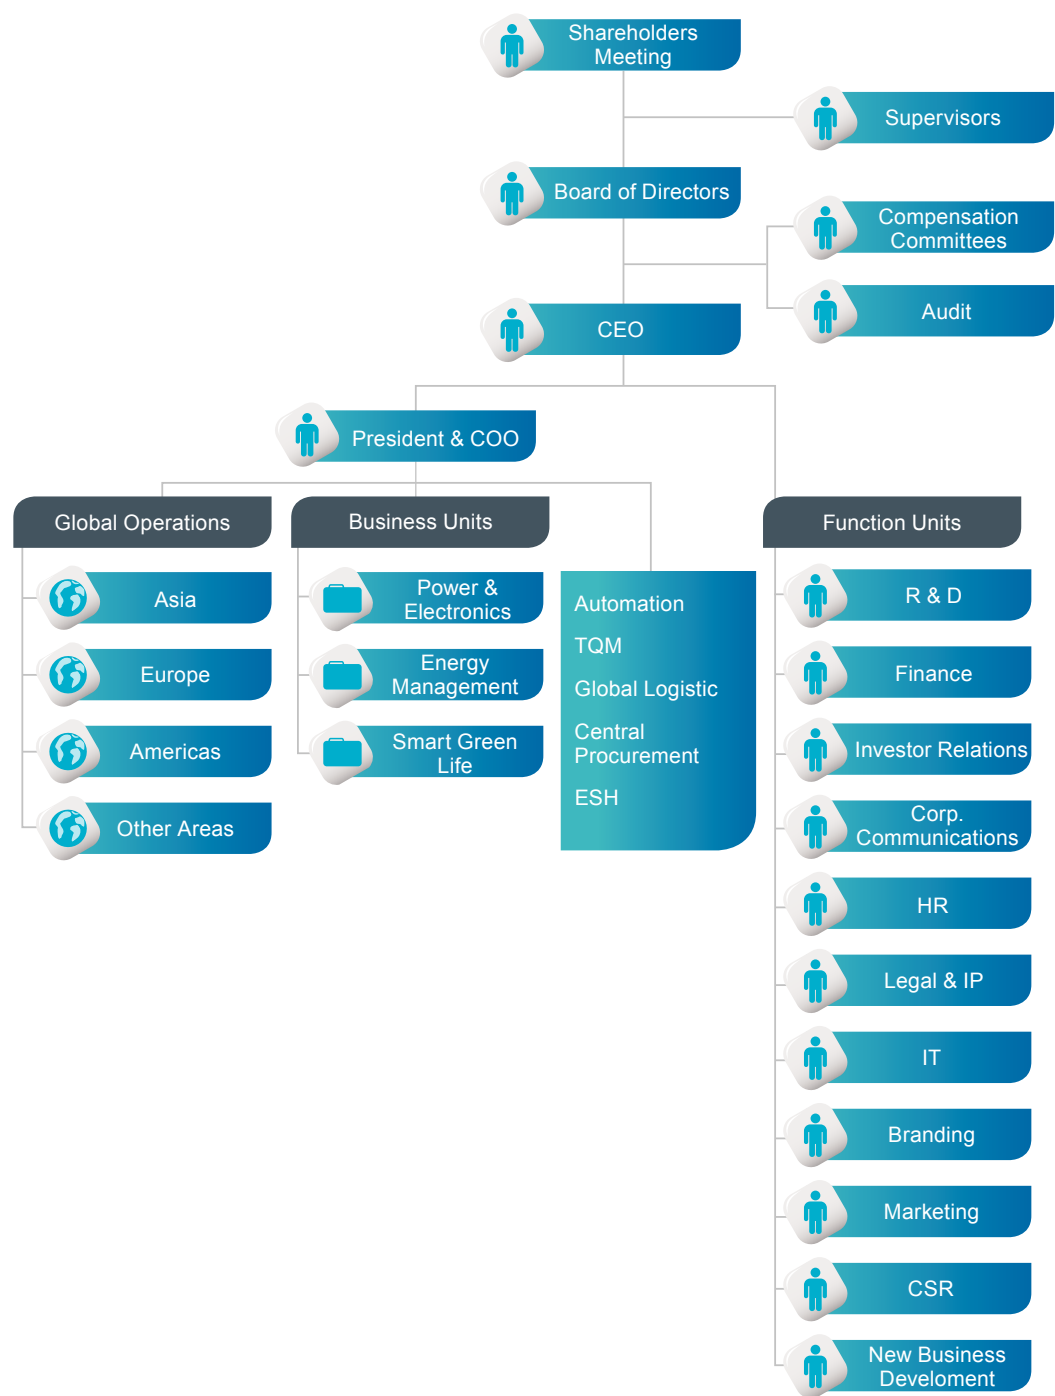 Shareholders
Meeting
Supervisors
Board of Directors
Compensation
Committees
Audit
CEO
President & COO
Global Operations
Business Units
Function Units
Asia
Europe
Americas
Other Areas
Power &
Electronics
Energy
Management
Smart Green
Life
Automation
TQM
Global Logistic
Central
Procurement
ESH
R & D
Finance
Investor Relations
Corp.
Communications
HR
Legal & IP
IT
Branding
Marketing
CSR
New Business
Develoment